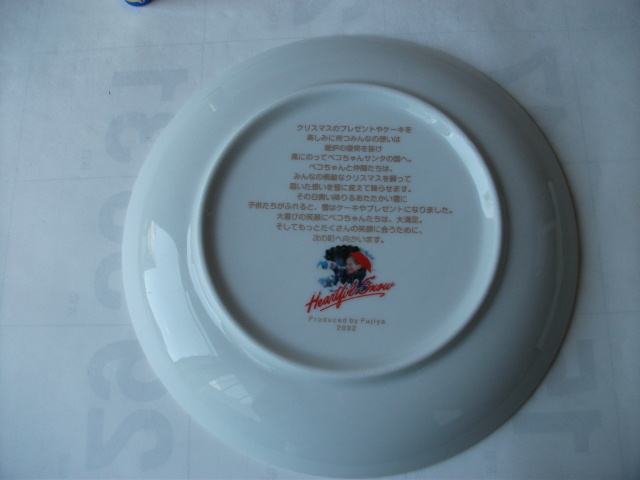 クリスマスのプレゼントやケーキを
楽しみに待つみんなの想いは
暖炉の煙突を抜け
風にのってペコちゃんサンタの国へ。
ペコちゃんと仲間たちは、
みんなの素敵なクリスマスを願って
届いた想いを雪に変えて降らせます。
その日舞い降りるあたたかい雪に
子供たちがふれると、雪はケーキやプレゼントになりました。
大喜びの笑顔にペコちゃんたちは、大満足。
そしてもっとたくさんの笑顔に会うために、
次の町へ向かいます。
Heartful Snow
Produced by Fujiya
2002